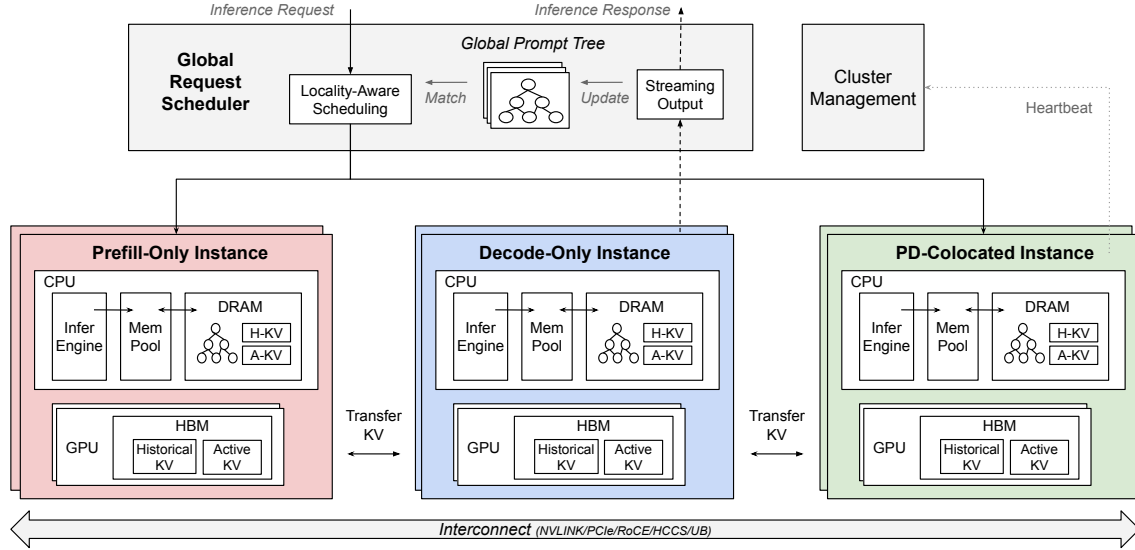 Inference Request
Inference Response
Global Request Scheduler
Global Prompt Tree
Locality-Aware
Scheduling
Match
Update
Streaming
Output
Cluster
Management
Heartbeat
Prefill-Only Instance
CPU
Infer
Engine
Mem
Pool
DRAM
H-KV
A-KV
GPU
HBM
Historical
KV
Active
KV
Transfer
KV
Decode-Only Instance
CPU
Infer
Engine
Mem
Pool
DRAM
H-KV
A-KV
GPU
HBM
Historical
KV
Active
KV
Transfer
KV
PD-Colocated Instance
CPU
Infer
Engine
Mem
Pool
DRAM
H-KV
A-KV
GPU
HBM
Historical
KV
Active
KV
Interconnect (NVLINK/PCIe/RoCE/HCCS/UB)